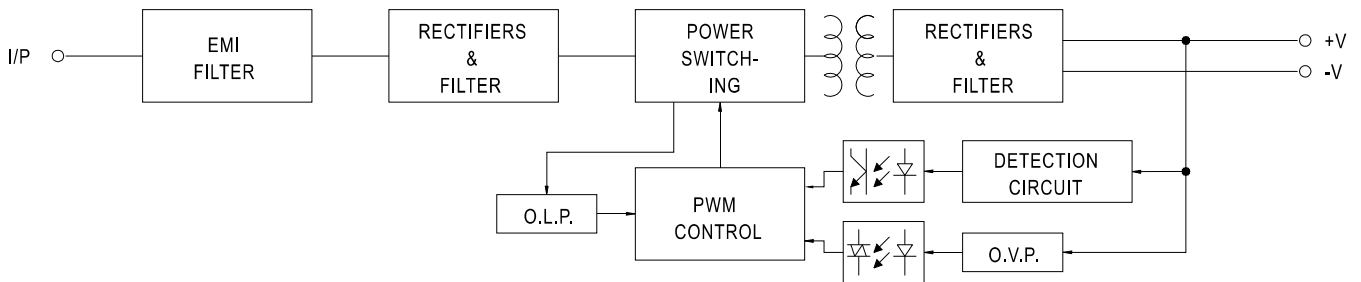 I/P
EMI
FILTER
RECTIFIERS
&
FILTER
POWER
SWITCH-
ING
RECTIFIERS
&
FILTER
+V
-V
O.L.P.
PWM
CONTROL
DETECTION
CIRCUIT
O.V.P.